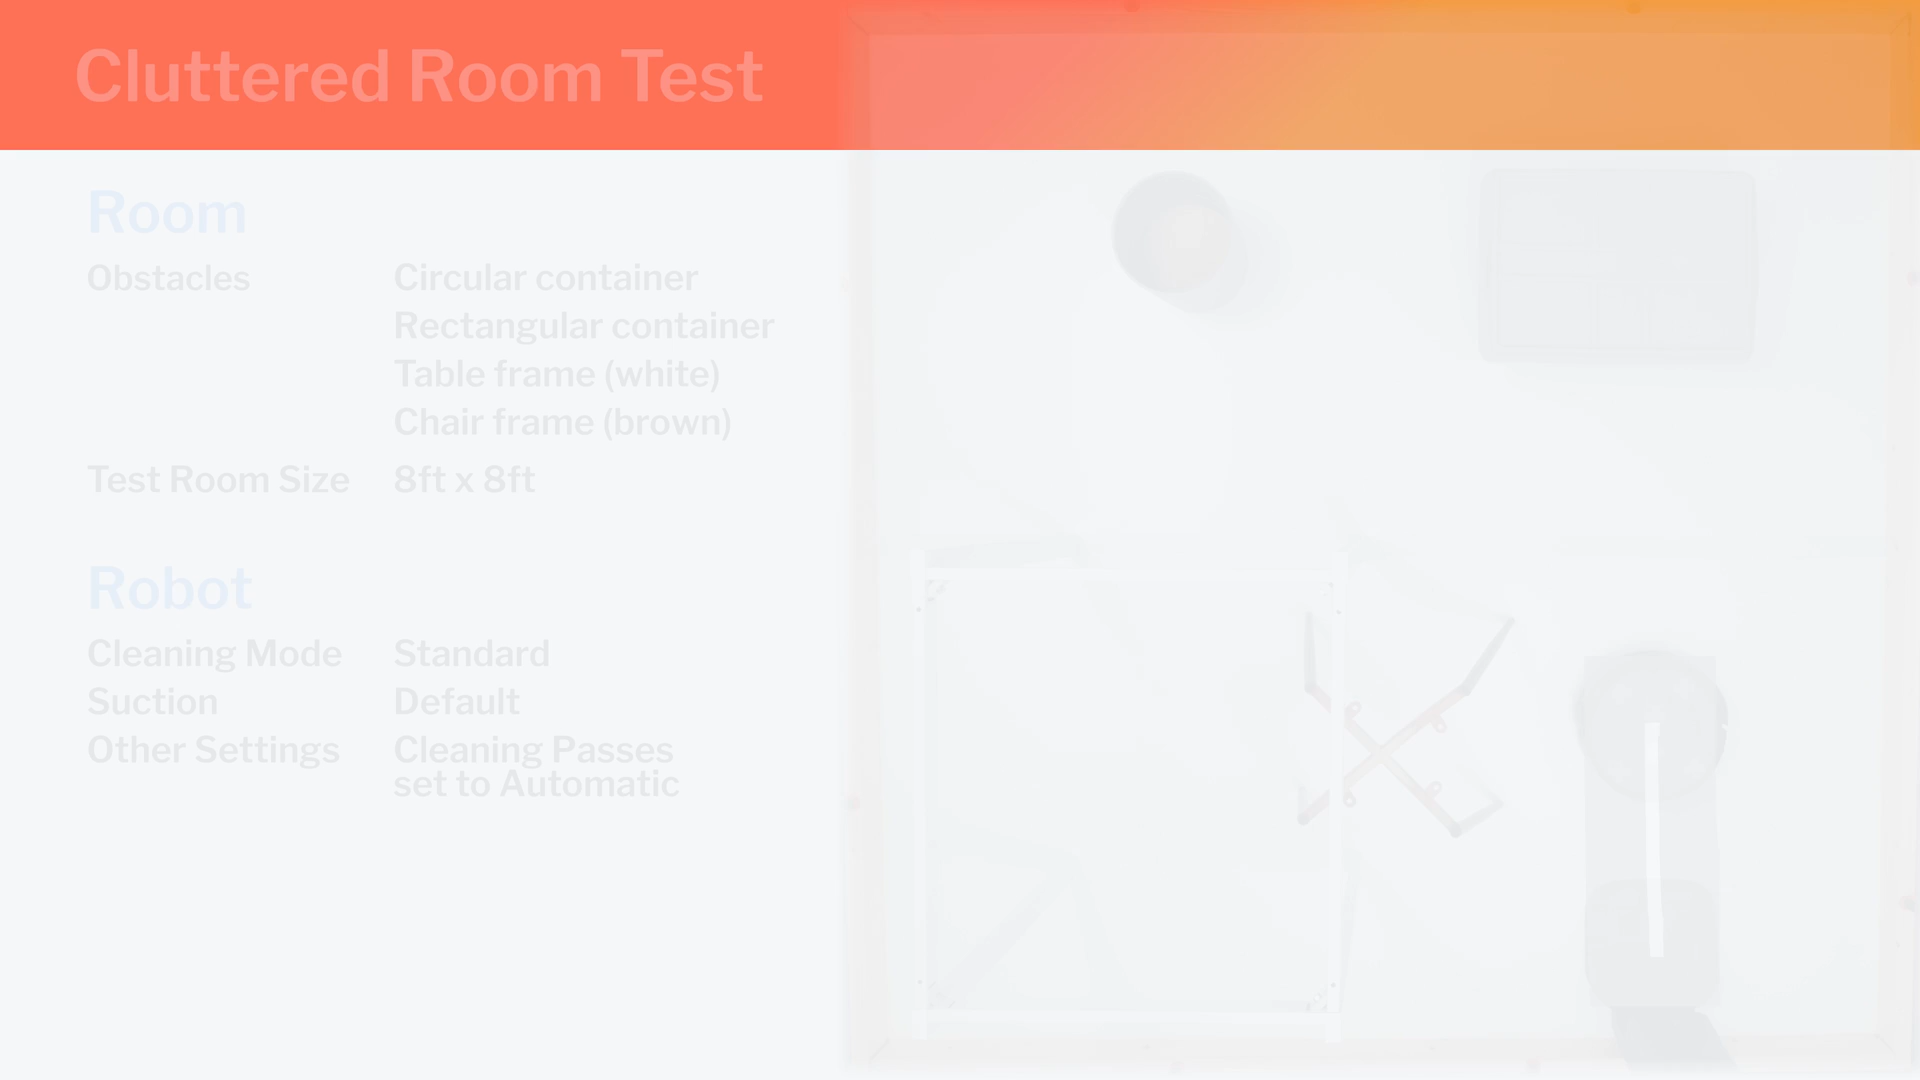 Cluttered Room Test
Room
Obstacles Circular container
Rectangular container
Table frame (white)
Chair frame (brown)
Test Room Size 8ft x 8ft
Robot
Cleaning Mode Standard
Suction Default
Other Settings Cleaning Passes
set to Automatic